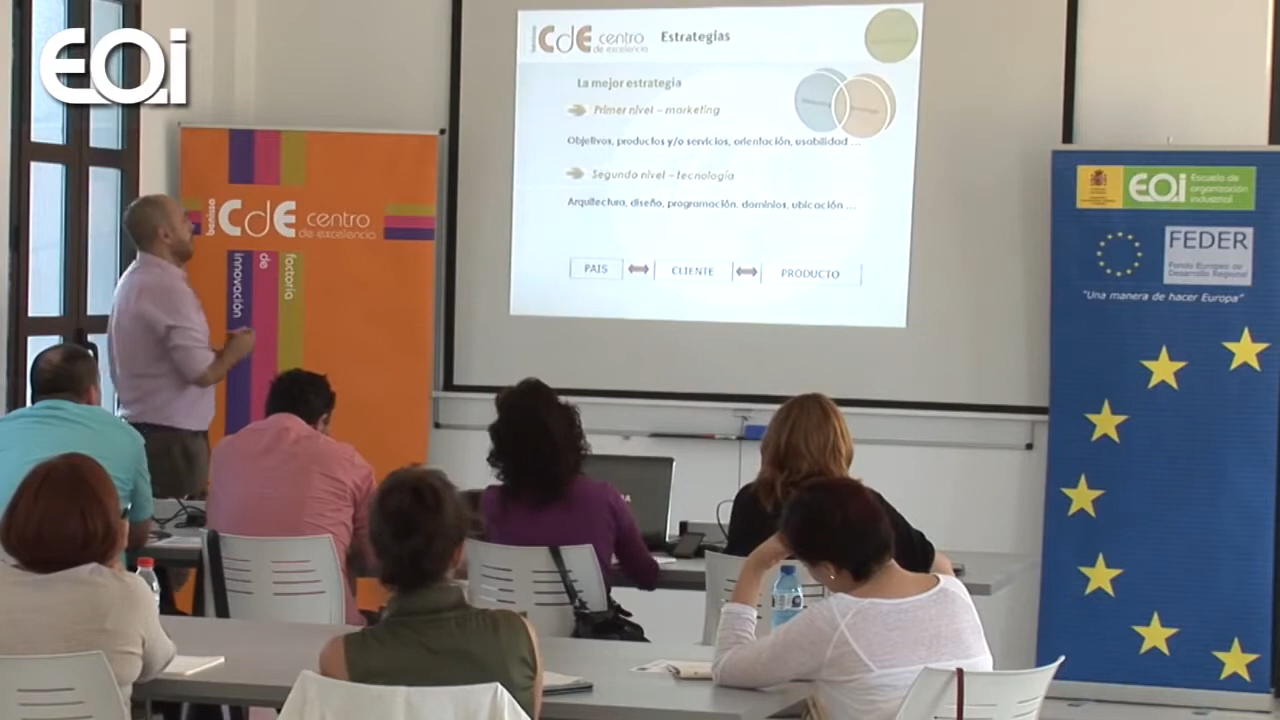 EOi
benissa
CdE centro
de excelencia
Estrategias
La mejor estrategia
Primer nivel – marketing
Objetivos, productos y/o servicios, orientación, usabilidad ...
Segundo nivel – tecnología
Arquitectura, diseño, programación, dominios, ubicación ...
PAIS
CLIENTE
PRODUCTO
benissa
CdE centro
de excelencia
factoría
de
innovación
EOi
Escuela de
organización
industrial
FEDER
Fondo Europeo de
Desarrollo Regional
"Una manera de hacer Europa"